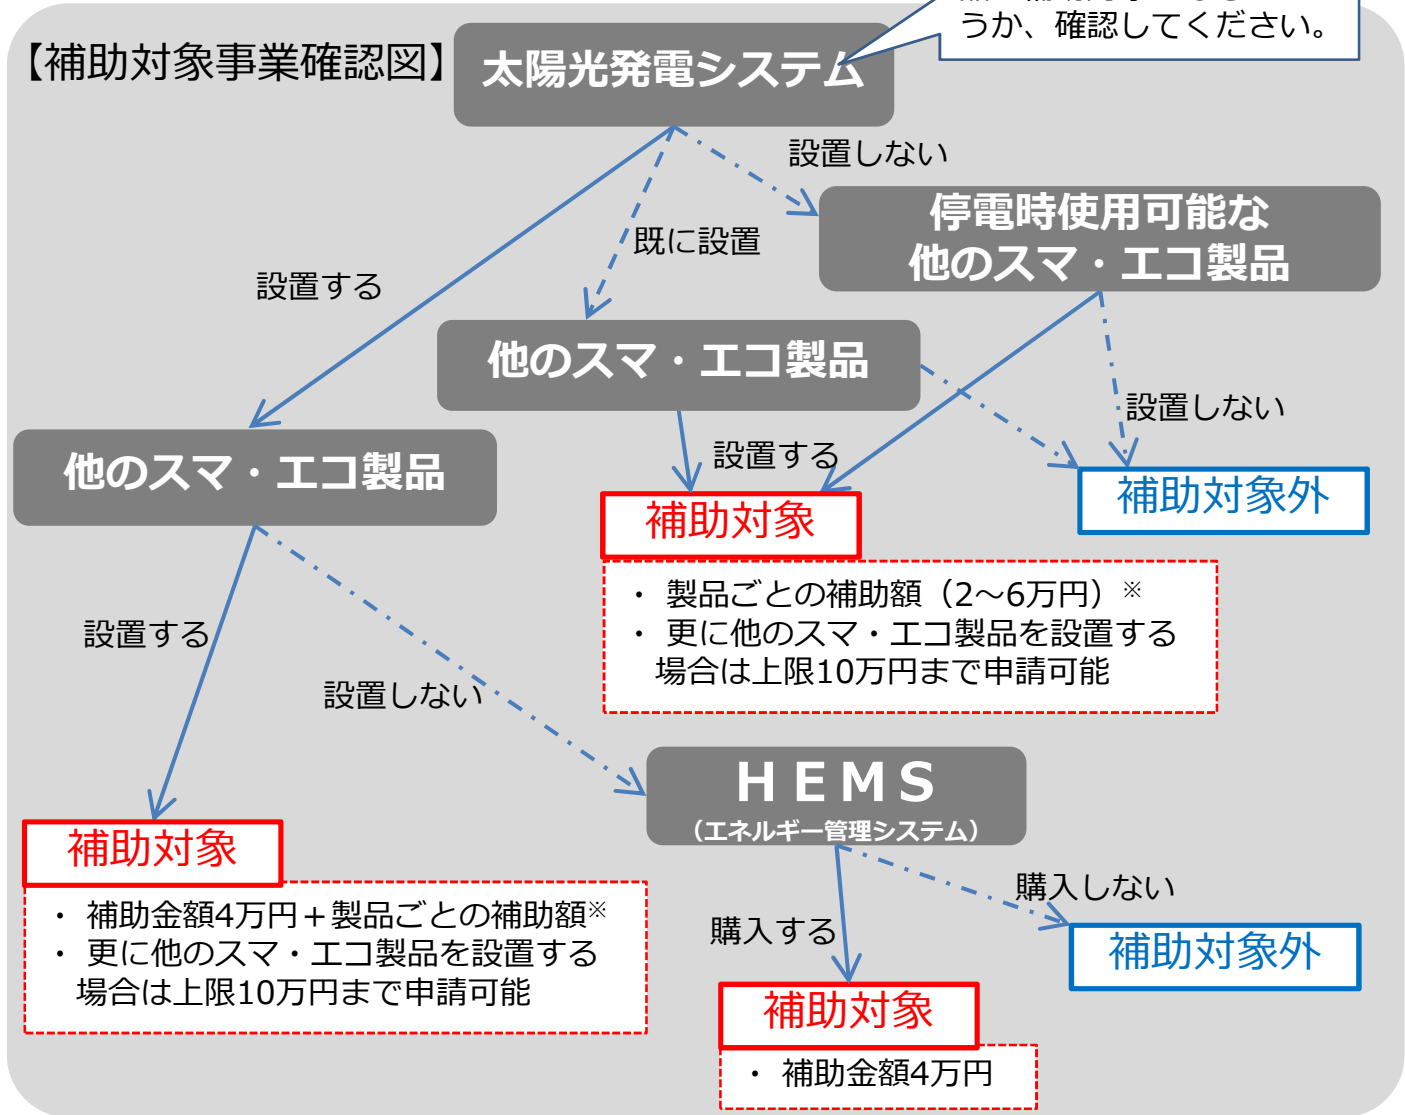 うか、確認してください。
【補助対象事業確認図】
太陽光発電システム
設置しない
停電時使用可能な
他のスマ・エコ製品
既に設置
設置する
他のスマ・エコ製品
設置しない
設置する
他のスマ・エコ製品
補助対象外
補助対象
・ 製品ごとの補助額（2～6万円）※
・ 更に他のスマ・エコ製品を設置する
場合は上限10万円まで申請可能
設置する
設置しない
ＨＥＭＳ
（エネルギー管理システム）
補助対象
・ 補助金額4万円＋製品ごとの補助額※
・ 更に他のスマ・エコ製品を設置する
場合は上限10万円まで申請可能
購入しない
購入する
補助対象外
補助対象
・ 補助金額4万円